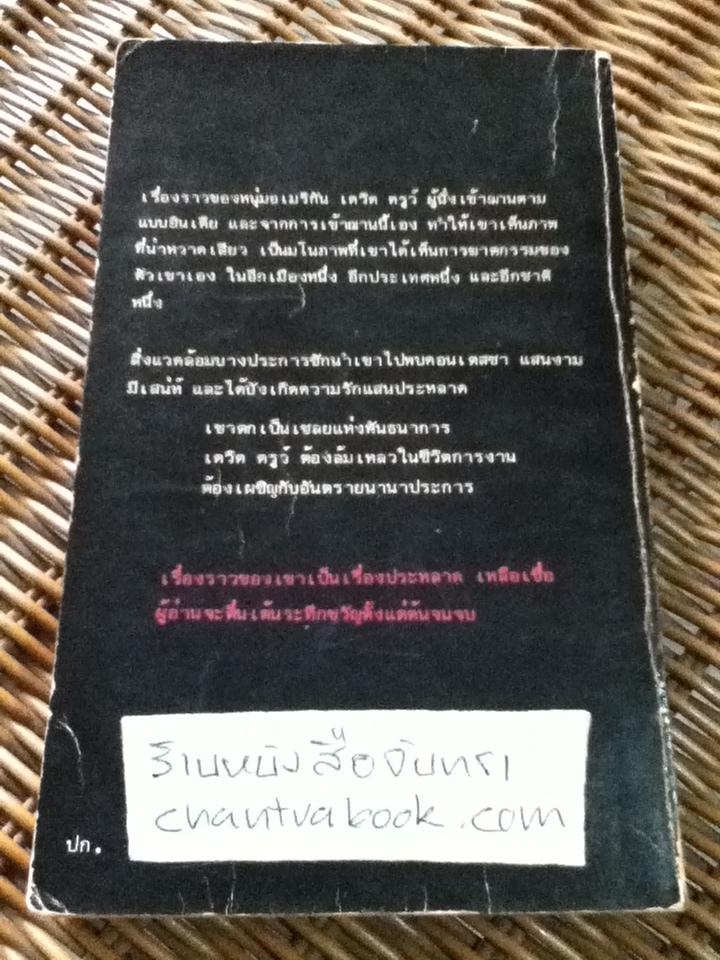 เรื่องราวของหนุ่มอเมริกัน เดวิด ดรูว์ ผู้นั่งเข้าฌานตาม
แบบอินเดีย และจากการเข้าฌานนี้เอง ทำให้เขาเห็นภาพ
ที่น่าหวาดเสียว เป็นมโนภาพที่เขาได้เห็นการฆาตกรรมของ
ตัวเขาเอง ในอีกเมืองหนึ่ง อีกประเทศหนึ่ง และอีกชาติ
หนึ่ง
สิ่งแวดล้อมบางประการชักนำเขาไปพบคอนเตสซา แสนงาม
มีเสน่ห์ และได้บังเกิดความรักแสนประหลาด
เขาตกเป็นเชลยแห่งพันธนาการ
เดวิด ดรูว์ ต้องล้มเหลวในชีวิตการงาน
ต้องเผชิญกับอันตรายนานาประการ
เรื่องราวของเขาเป็นเรื่องประหลาด เหลือเชื่อ
ผู้อ่านจะตื่นเต้นระทึกขวัญตั้งแต่ต้นจนจบ
ร้านหนังสือจันทรา
chantrabook.com
ปก.